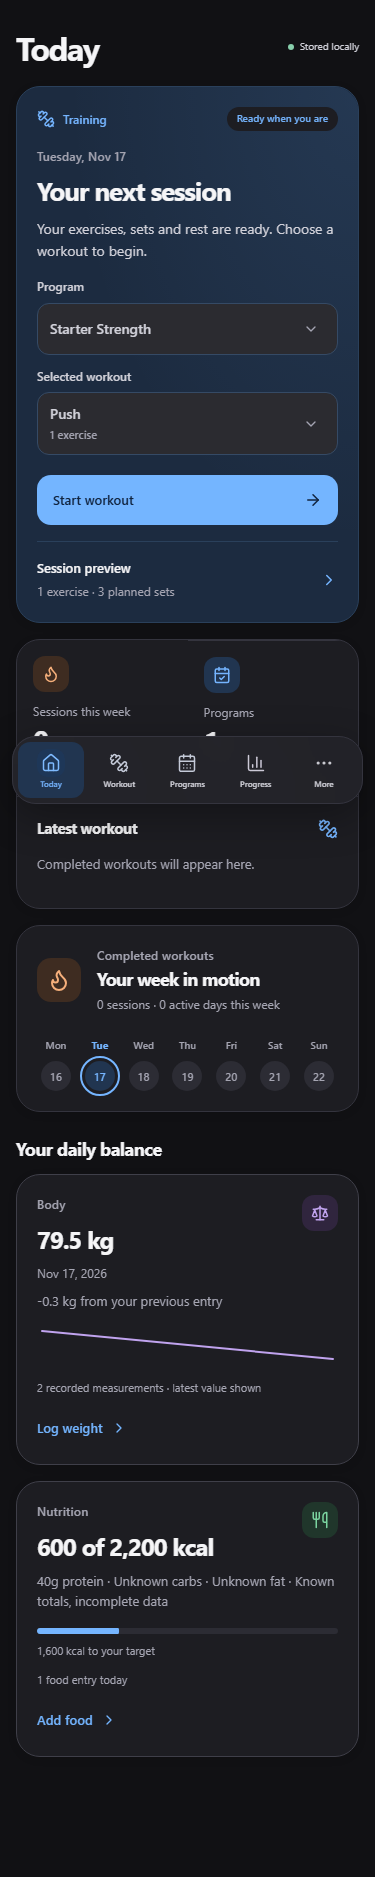 Today
Stored locally
Training
Ready when you are
Tuesday, Nov 17
Your next session
Your exercises, sets and rest are ready. Choose a
workout to begin.
Program
Starter Strength
Selected workout
Push
1 exercise
Start workout
Session preview
1 exercise · 3 planned sets
Sessions this week
Programs
Today
Workout
Programs
Progress
More
Latest workout
Completed workouts will appear here.
Completed workouts
Your week in motion
0 sessions · 0 active days this week
Mon Tue Wed Thu Fri Sat Sun
16 17 18 19 20 21 22
Your daily balance
Body
79.5 kg
Nov 17, 2026
-0.3 kg from your previous entry
2 recorded measurements · latest value shown
Log weight
Nutrition
600 of 2,200 kcal
40g protein · Unknown carbs · Unknown fat · Known
totals, incomplete data
1,600 kcal to your target
1 food entry today
Add food